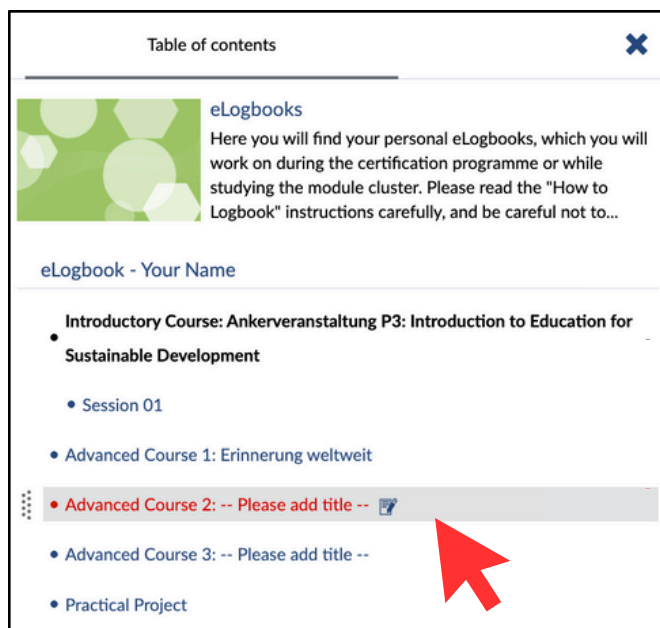 Table of contents
eLogbooks
Here you will find your personal eLogbooks, which you will
work on during the certification programme or while
studying the module cluster. Please read the "How to
Logbook" instructions carefully, and be careful not to...
eLogbook - Your Name
Introductory Course: Ankerveranstaltung P3: Introduction to Education for
Sustainable Development
Session 01
Advanced Course 1: Erinnerung weltweit
Advanced Course 2: -- Please add title --
Advanced Course 3: -- Please add title --
Practical Project